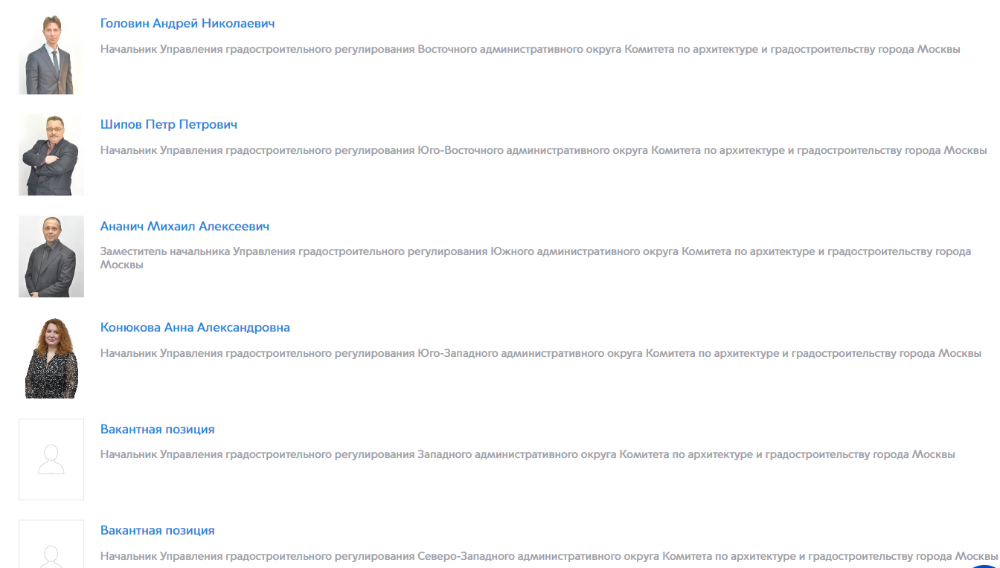 Головин Андрей Николаевич
Начальник Управления градостроительного регулирования Восточного административного округа Комитета по архитектуре и градостроительству города Москвы
Шипов Петр Петрович
Начальник Управления градостроительного регулирования Юго-Восточного административного округа Комитета по архитектуре и градостроительству города Москвы
Ананич Михаил Алексеевич
Заместитель начальника Управления градостроительного регулирования Южного административного округа Комитета по архитектуре и градостроительству города
Москвы
Конюкова Анна Александровна
Начальник Управления градостроительного регулирования Юго-Западного административного округа Комитета по архитектуре и градостроительству города Москвы
Вакантная позиция
Начальник Управления градостроительного регулирования Западного административного округа Комитета по архитектуре и градостроительству города Москвы
Вакантная позиция
Начальник Управления градостроительного регулирования Северо-Западного административного округа Комитета по архитектуре и градостроительству города Москвы